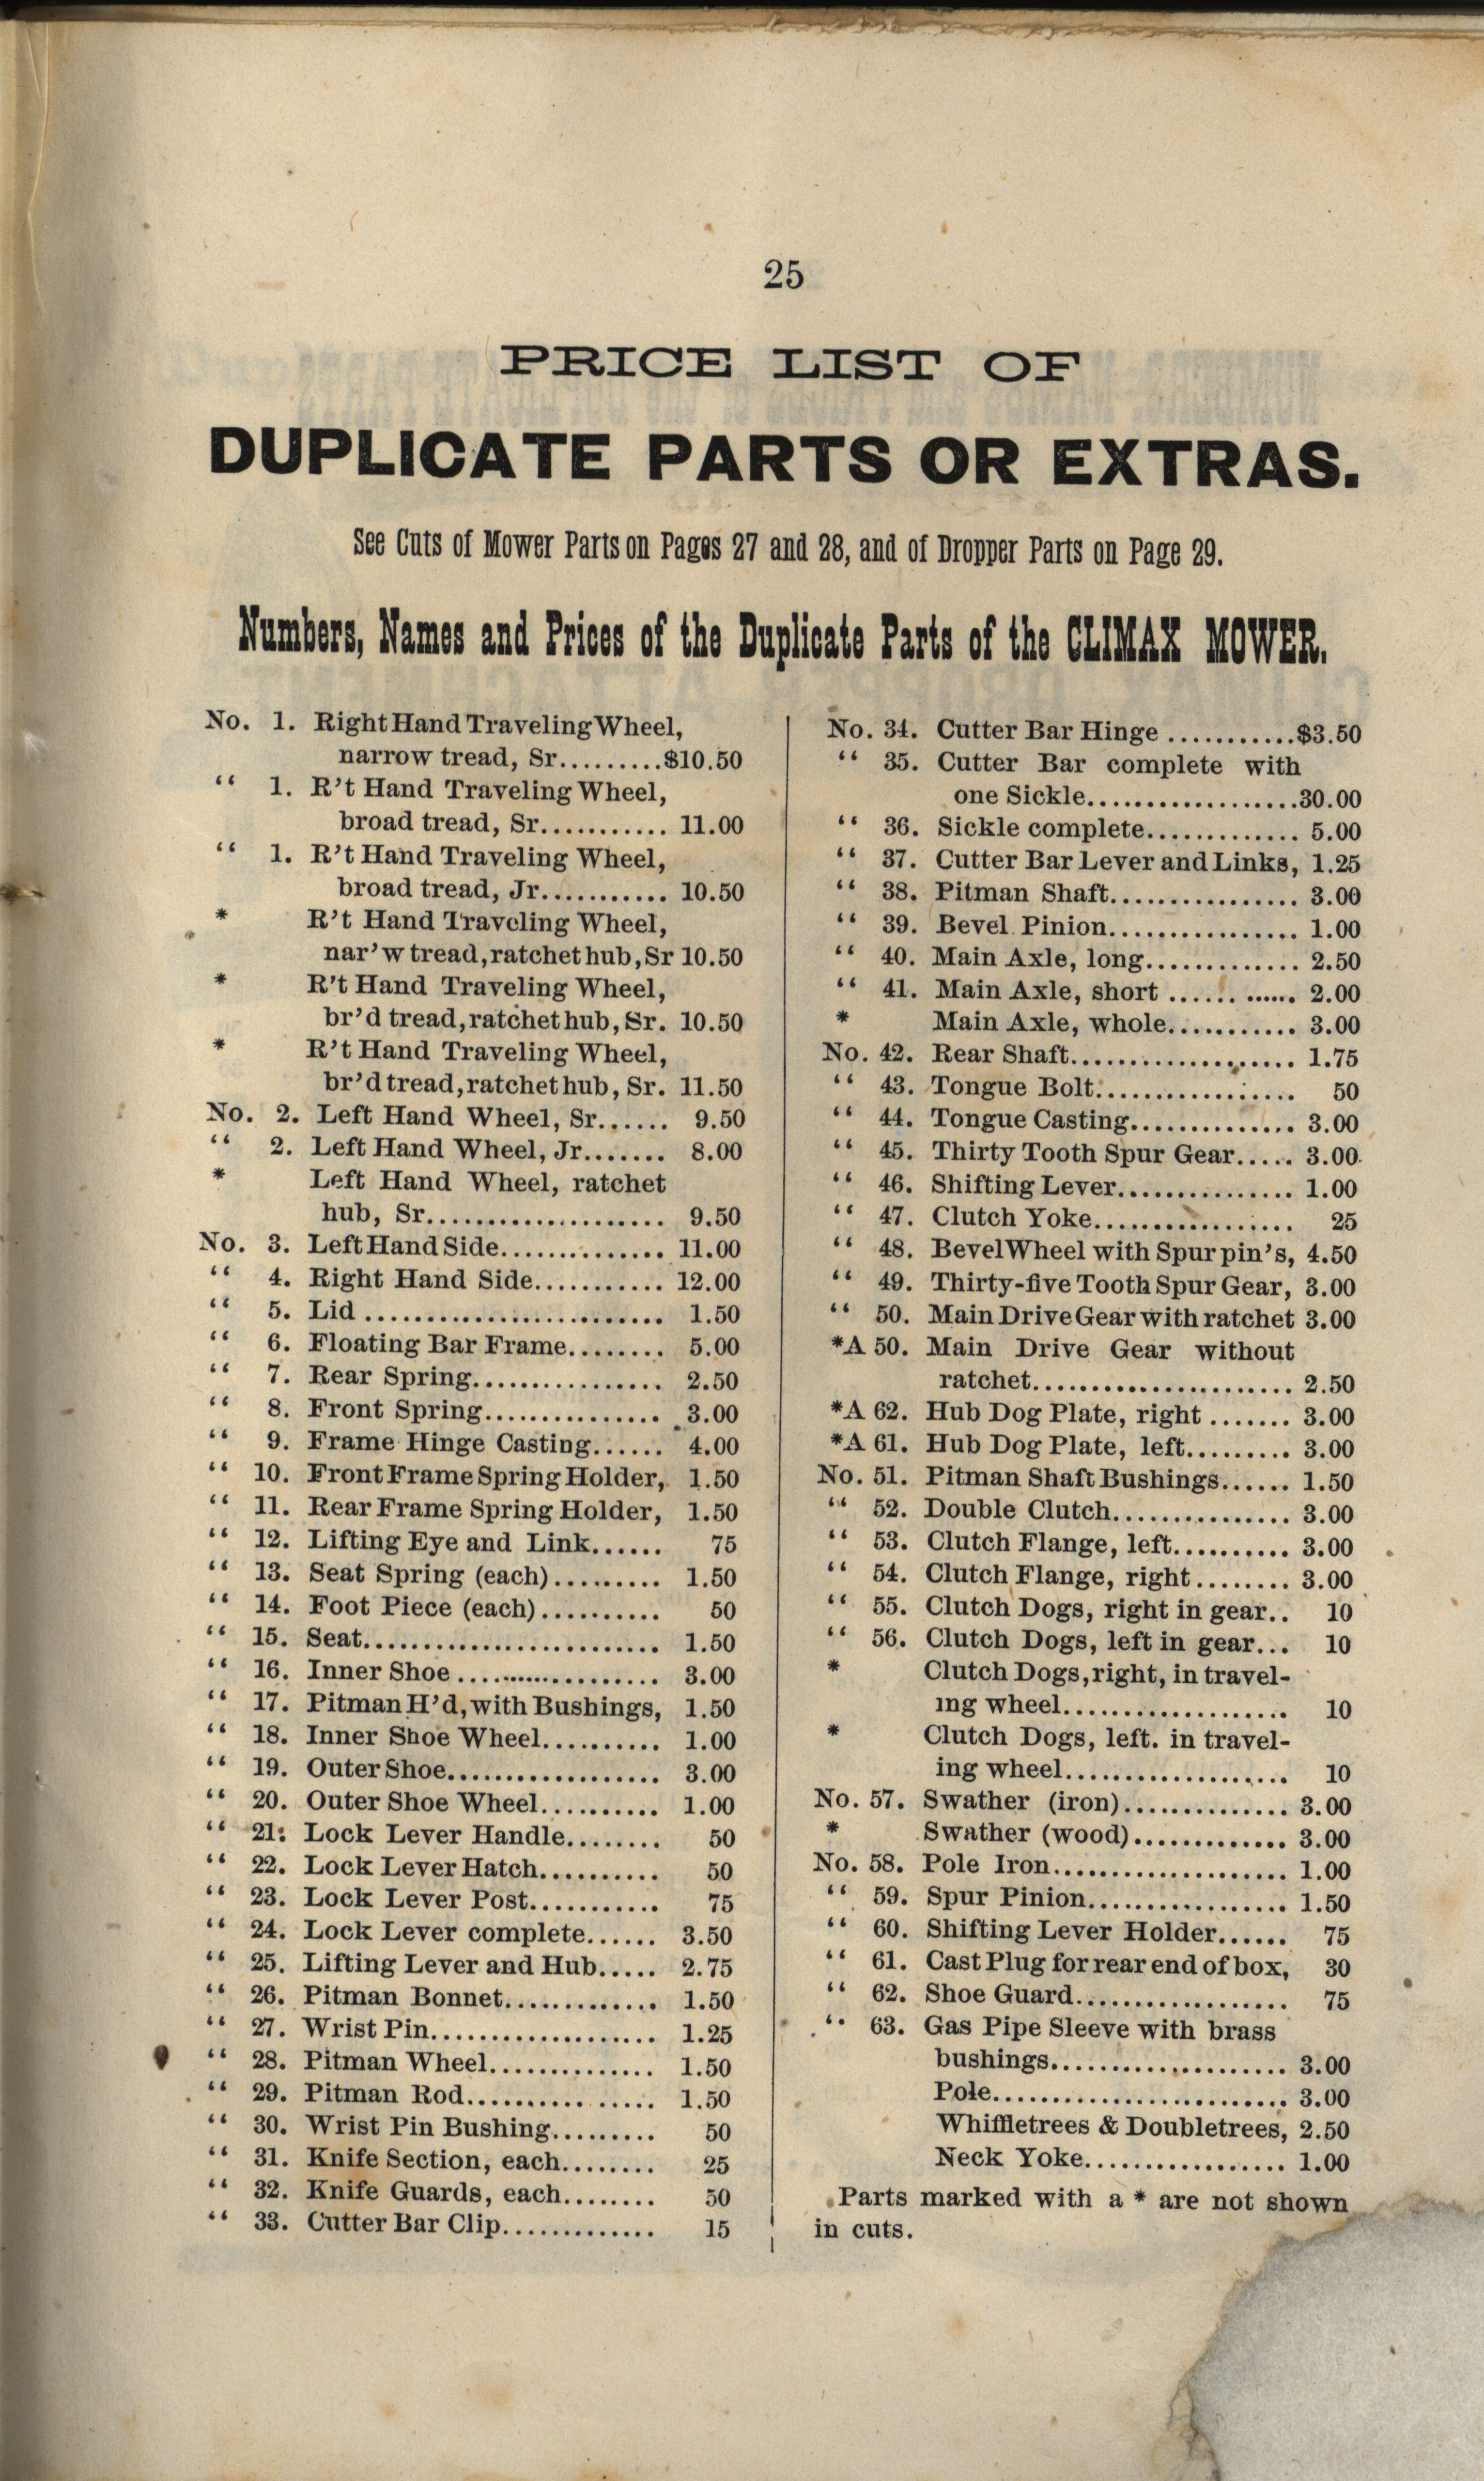 25
PRICE LIST OF
DUPLICATE PARTS OR EXTRAS.
See Cuts of Mower Parts on Pages 27 and 28, and of Dropper Parts on Page 29.
Numbers, Names and Prices of the Duplicate Parts of the CLIMAX MOWER.
No. 1. Right Hand Traveling Wheel,
narrow tread, Sr.........$10.50
“ 1. R't Hand Traveling Wheel,
broad tread, Sr........... 11.00
“ 1. R't Hand Traveling Wheel,
broad tread, Jr........... 10.50
* R't Hand Traveling Wheel,
nar'w tread, ratchet hub, Sr 10.50
* R't Hand Traveling Wheel,
br'd tread, ratchet hub, Sr. 10.50
* R't Hand Traveling Wheel,
br'd tread, ratchet hub, Sr. 11.50
No. 2. Left Hand Wheel, Sr...... 9.50
“ 2. Left Hand Wheel, Jr....... 8.00
* Left Hand Wheel, ratchet
hub, Sr.................... 9.50
No. 3. Left Hand Side.............. 11.00
“ 4. Right Hand Side........... 12.00
“ 5. Lid ......................... 1.50
“ 6. Floating Bar Frame........ 5.00
“ 7. Rear Spring................ 2.50
“ 8. Front Spring............... 3.00
“ 9. Frame Hinge Casting...... 4.00
“ 10. Front Frame Spring Holder, 1.50
“ 11. Rear Frame Spring Holder, 1.50
“ 12. Lifting Eye and Link...... 75
“ 13. Seat Spring (each)......... 1.50
“ 14. Foot Piece (each).......... 50
“ 15. Seat......................... 1.50
“ 16. Inner Shoe ................. 3.00
“ 17. Pitman H'd, with Bushings, 1.50
“ 18. Inner Shoe Wheel.......... 1.00
“ 19. Outer Shoe.................. 3.00
“ 20. Outer Shoe Wheel.......... 1.00
“ 21: Lock Lever Handle........ 50
“ 22. Lock Lever Hatch.......... 50
“ 23. Lock Lever Post........... 75
“ 24. Lock Lever complete...... 3.50
“ 25. Lifting Lever and Hub..... 2.75
“ 26. Pitman Bonnet............. 1.50
“ 27. Wrist Pin................... 1.25
“ 28. Pitman Wheel.............. 1.50
“ 29. Pitman Rod................ 1.50
“ 30. Wrist Pin Bushing......... 50
“ 31. Knife Section, each........ 25
“ 32. Knife Guards, each........ 50
“ 33. Cutter Bar Clip............. 15
No. 34. Cutter Bar Hinge ...........$3.50
“ 35. Cutter Bar complete with
one Sickle..................30.00
“ 36. Sickle complete............. 5.00
“ 37. Cutter Bar Lever and Links, 1.25
“ 38. Pitman Shaft................ 3.00
“ 39. Bevel Pinion................ 1.00
“ 40. Main Axle, long............. 2.50
“ 41. Main Axle, short ............ 2.00
* Main Axle, whole........... 3.00
No. 42. Rear Shaft................... 1.75
“ 43. Tongue Bolt................. 50
“ 44. Tongue Casting.............. 3.00
“ 45. Thirty Tooth Spur Gear..... 3.00
“ 46. Shifting Lever............... 1.00
“ 47. Clutch Yoke................. 25
“ 48. Bevel Wheel with Spur pin's, 4.50
“ 49. Thirty-five Tooth Spur Gear, 3.00
“ 50. Main Drive Gear with ratchet 3.00
*A 50. Main Drive Gear without
ratchet...................... 2.50
*A 62. Hub Dog Plate, right ....... 3.00
*A 61. Hub Dog Plate, left......... 3.00
No. 51. Pitman Shaft Bushings...... 1.50
“ 52. Double Clutch............... 3.00
“ 53. Clutch Flange, left.......... 3.00
“ 54. Clutch Flange, right........ 3.00
“ 55. Clutch Dogs, right in gear.. 10
“ 56. Clutch Dogs, left in gear... 10
* Clutch Dogs, right, in travel-
ing wheel................... 10
* Clutch Dogs, left. in travel-
ing wheel................... 10
No. 57. Swather (iron).............. 3.00
* Swather (wood)............. 3.00
No. 58. Pole Iron.................... 1.00
“ 59. Spur Pinion................. 1.50
“ 60. Shifting Lever Holder...... 75
“ 61. Cast Plug for rear end of box, 30
“ 62. Shoe Guard.................. 75
“ 63. Gas Pipe Sleeve with brass
bushings.................... 3.00
Pole......................... 3.00
Whiffletrees & Doubletrees, 2.50
Neck Yoke................. 1.00
Parts marked with a * are not shown
in cuts.